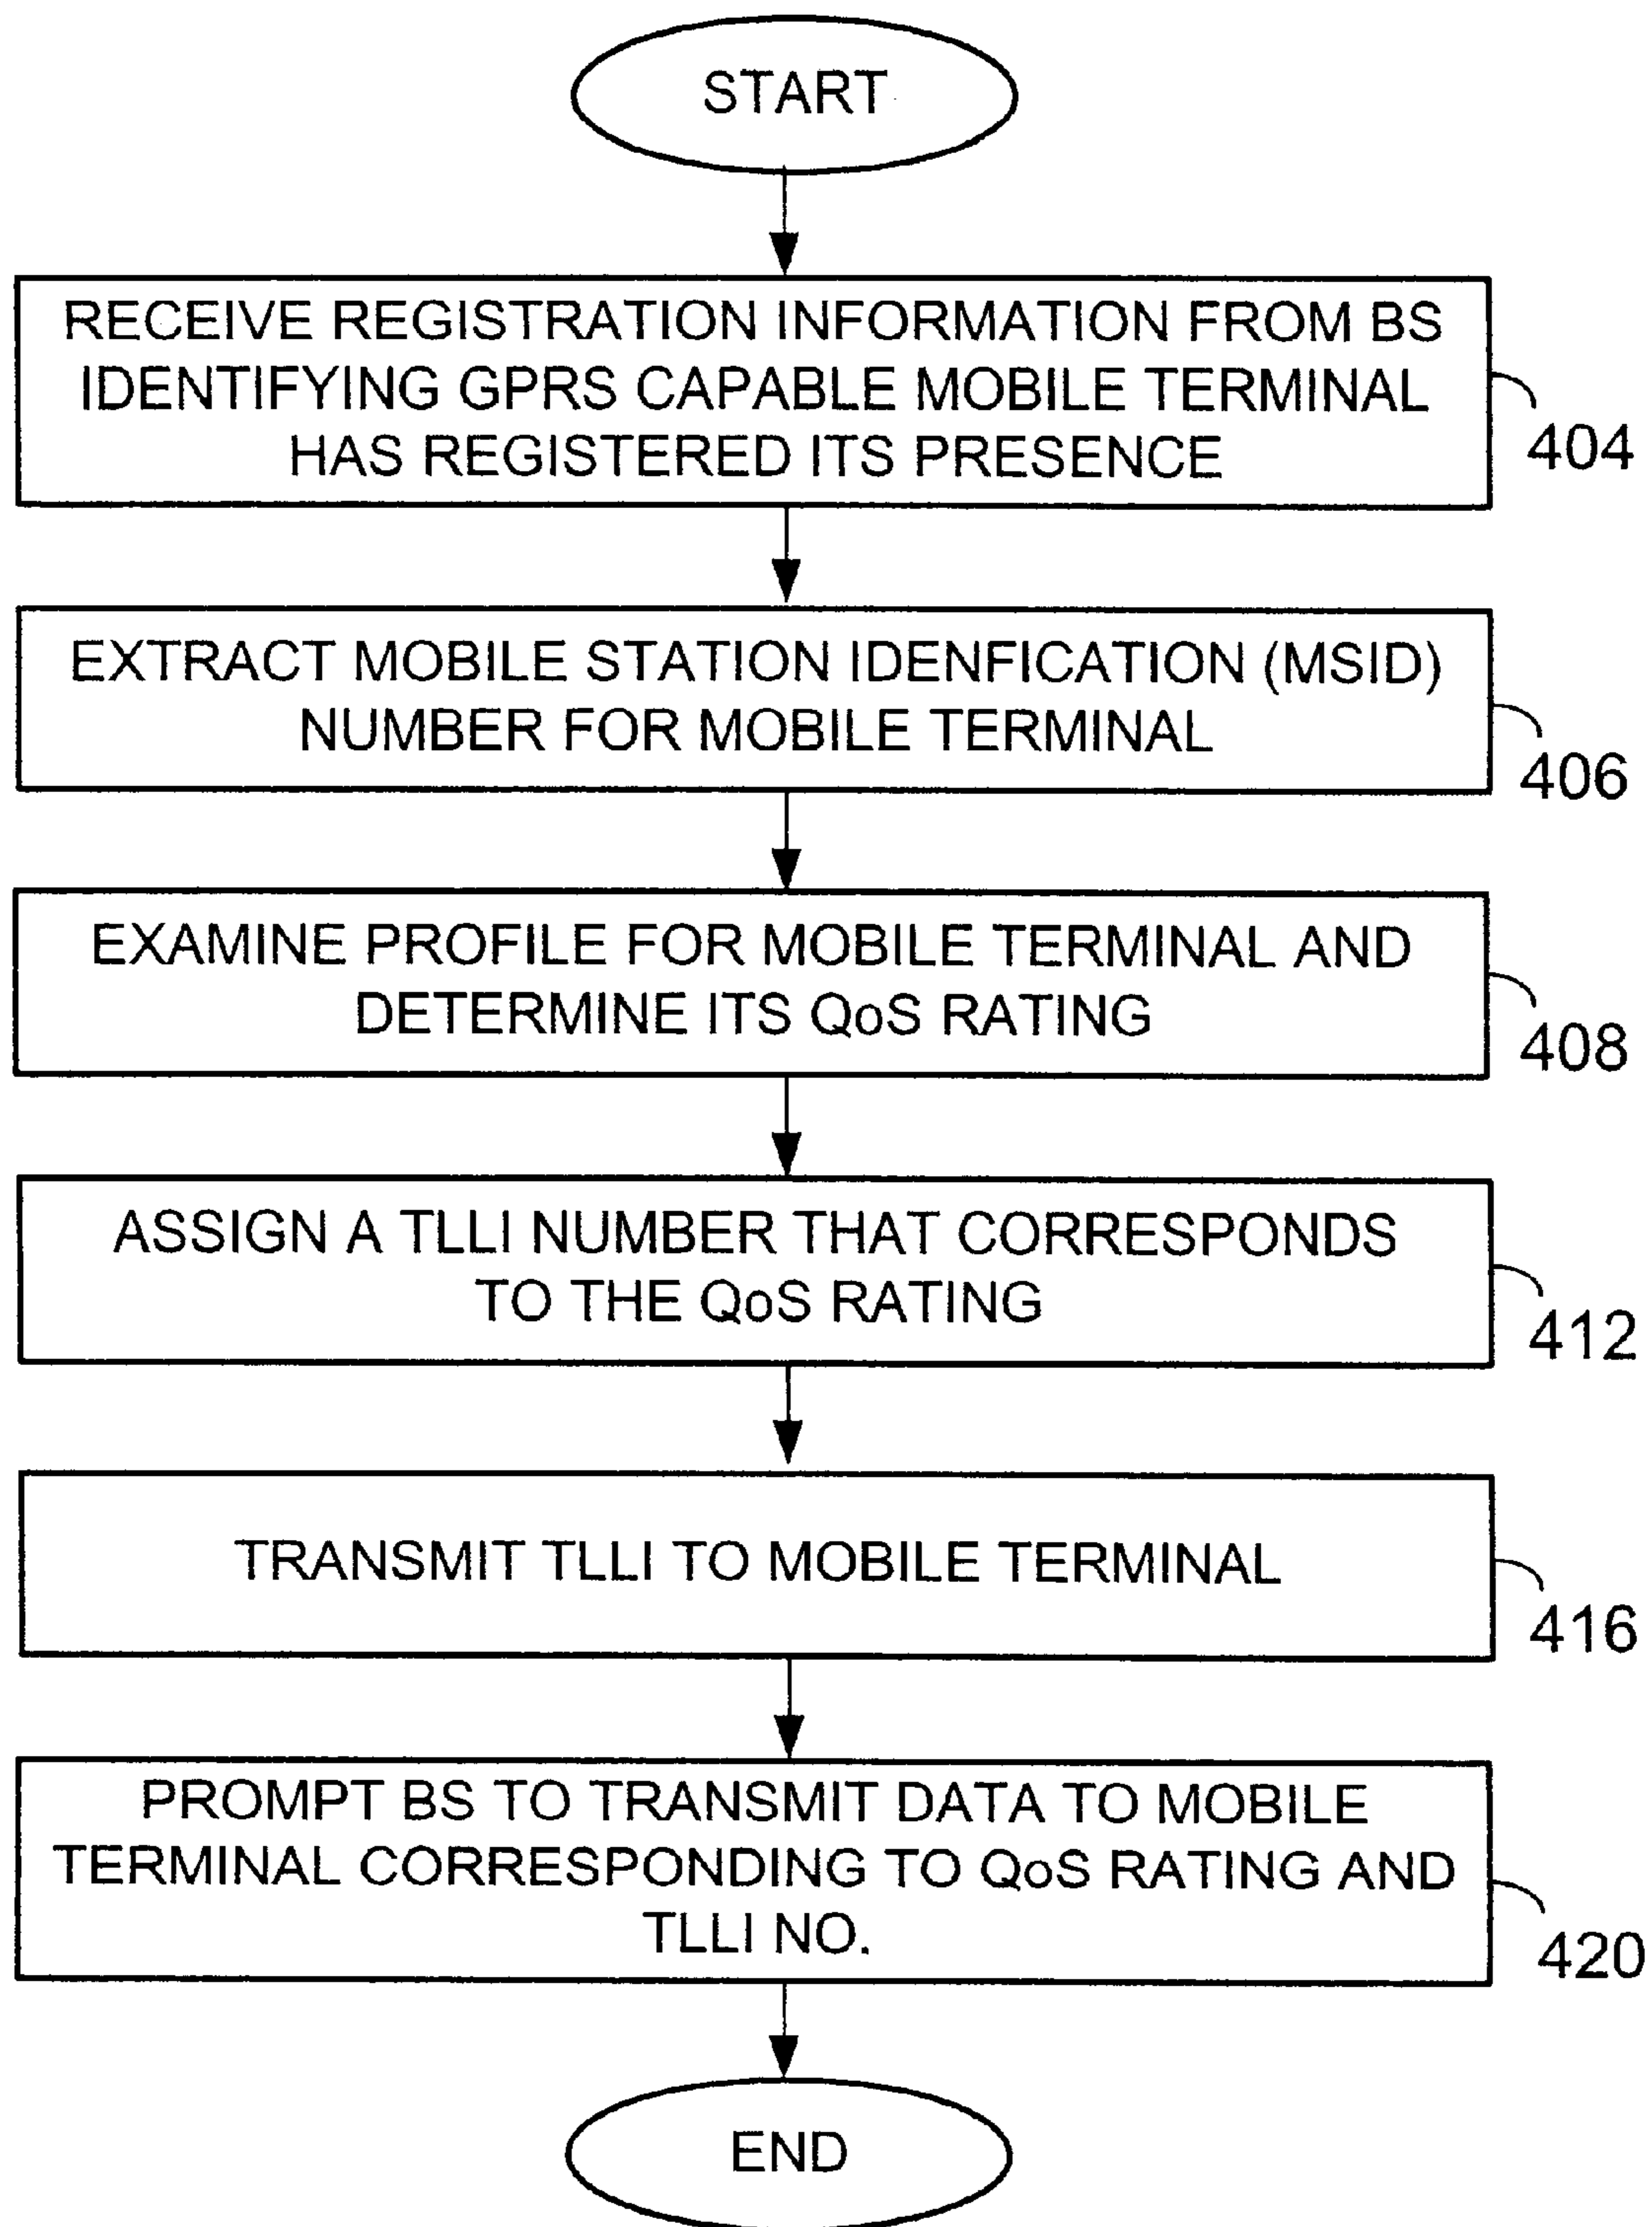 START
RECEIVE REGISTRATION INFORMATION FROM BS
IDENTIFYING GPRS CAPABLE MOBILE TERMINAL
HAS REGISTERED ITS PRESENCE
404
EXTRACT MOBILE STATION IDENFICATION (MSID)
NUMBER FOR MOBILE TERMINAL
406
EXAMINE PROFILE FOR MOBILE TERMINAL AND
DETERMINE ITS QoS RATING
408
ASSIGN A TLLI NUMBER THAT CORRESPONDS
TO THE QoS RATING
412
TRANSMIT TLLI TO MOBILE TERMINAL
416
PROMPT BS TO TRANSMIT DATA TO MOBILE
TERMINAL CORRESPONDING TO QoS RATING AND
TLLI NO.
420
END